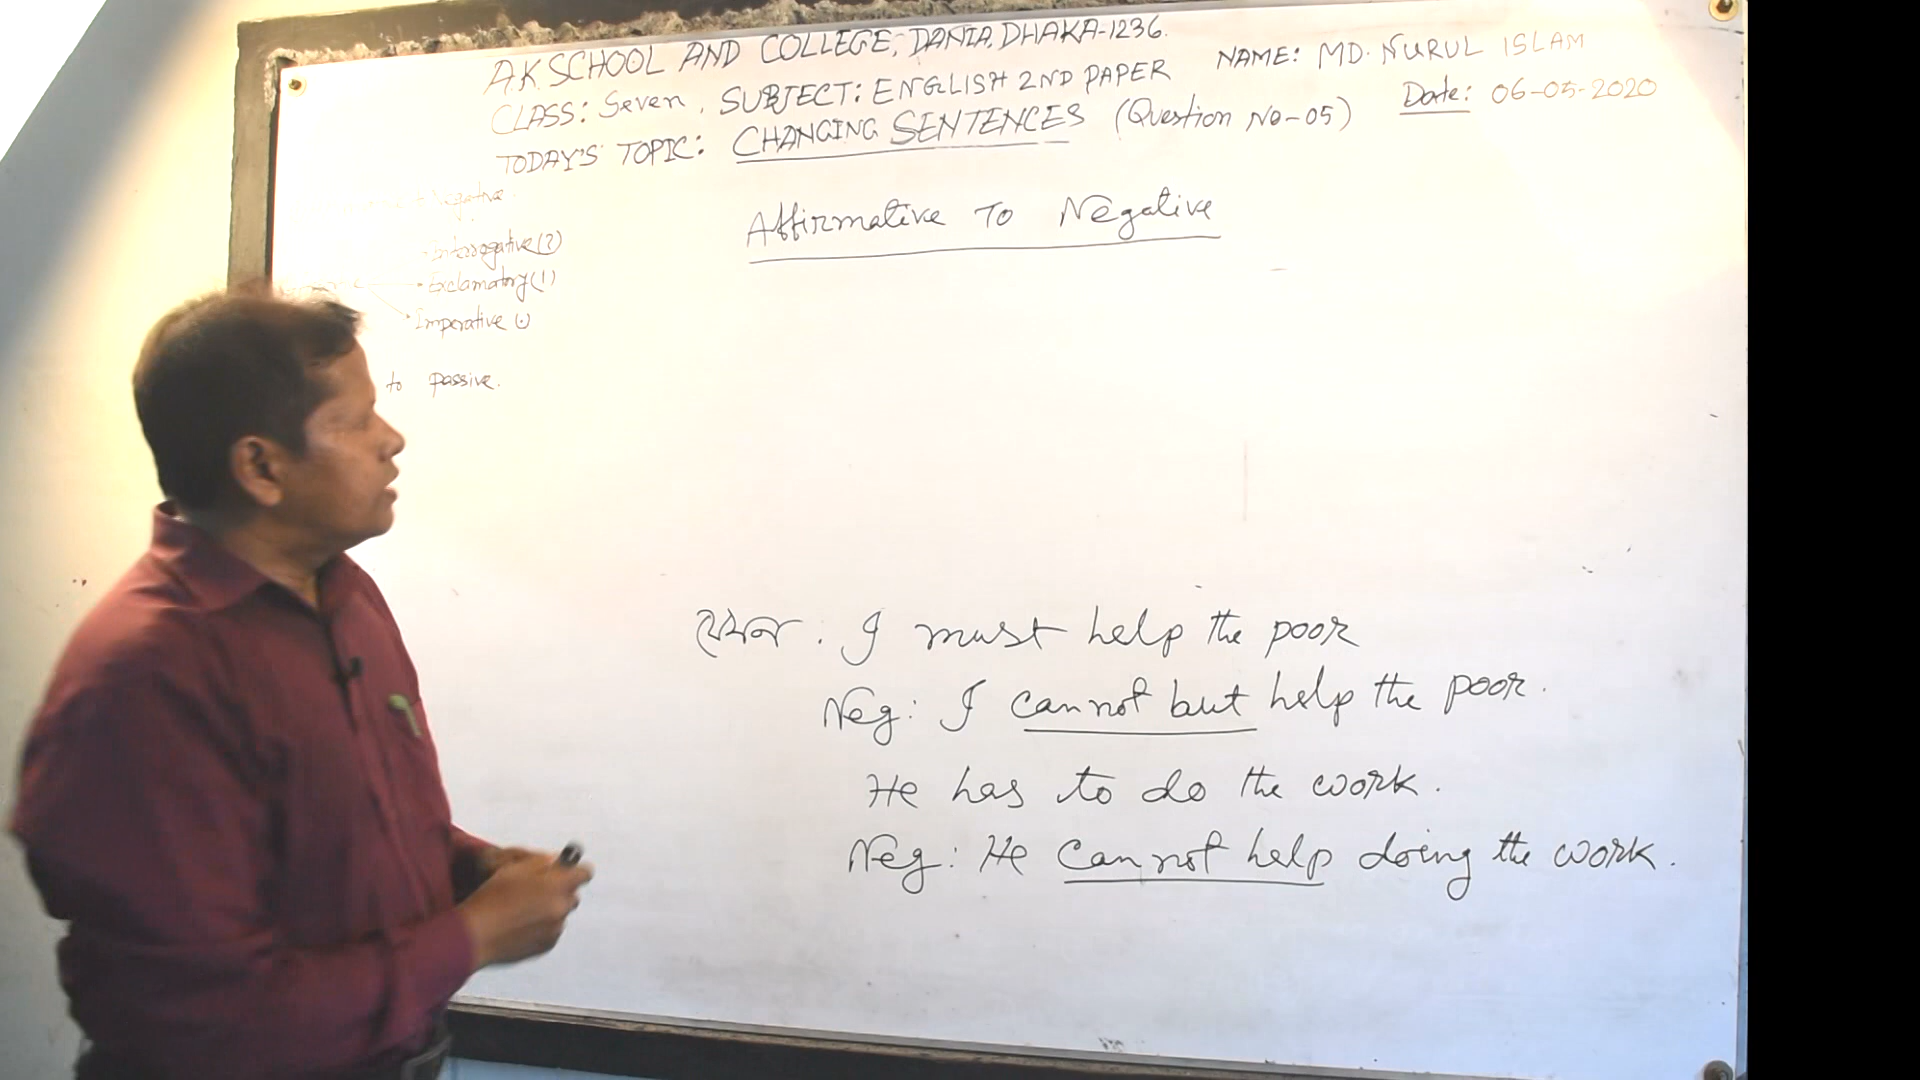 A.K SCHOOL AND COLLEGE, DANIA, DHAKA-1236.
NAME: MD. NURUL ISLAM
CLASS: Seven, SUBJECT: ENGLISH 2ND PAPER
Date: 06-05-2020
TODAY'S TOPIC: CHANGING SENTENCES (Question No-05)
Negative
Interrogative (?)
Exclamatory (!)
Imperative (.)
to passive.
Affirmative To Negative
যেমন. I must help the poor
Neg: I cannot but help the poor.
He has to do the work.
Neg: He cannot help doing the work.